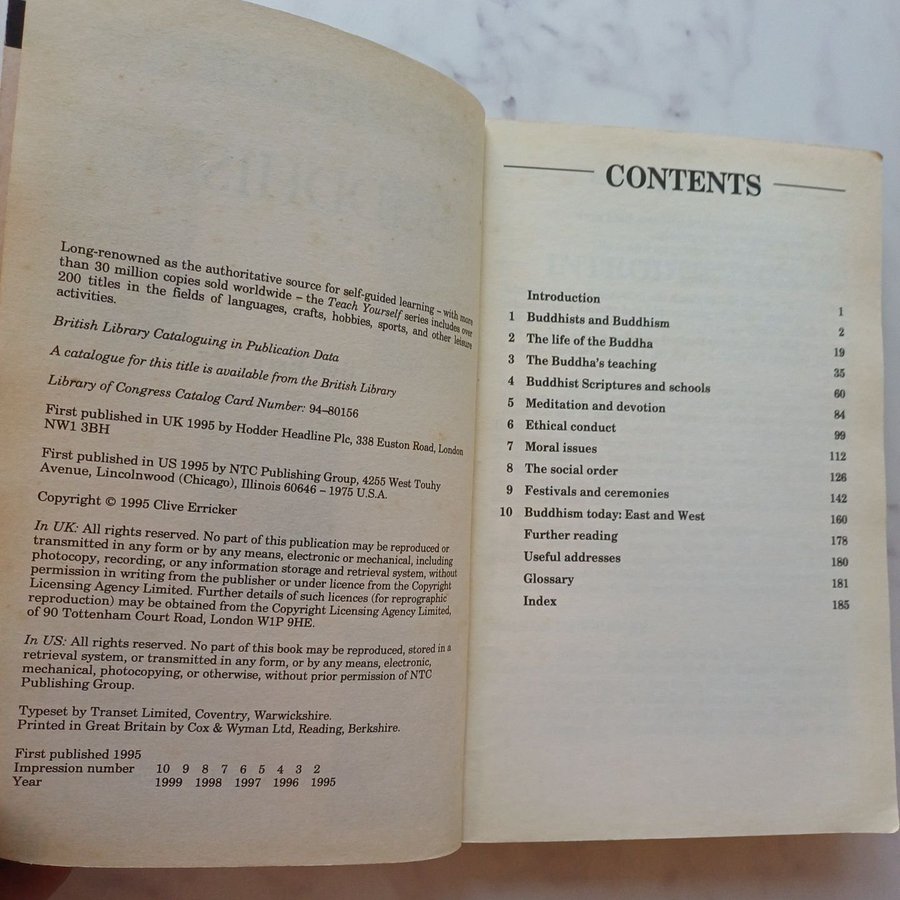 Long-renowned as the authoritative source for self-guided learning – with more
than 30 million copies sold worldwide – the Teach Yourself series includes over
200 titles in the fields of languages, crafts, hobbies, sports, and other leisure
activities.
British Library Cataloguing in Publication Data
A catalogue for this title is available from the British Library
Library of Congress Catalog Card Number: 94–80156
First published in UK 1995 by Hodder Headline Plc, 338 Euston Road, London
NW1 3BH
First published in US 1995 by NTC Publishing Group, 4255 West Touhy
Avenue, Lincolnwood (Chicago), Illinois 60646 – 1975 U.S.A.
Copyright © 1995 Clive Erricker
In UK: All rights reserved. No part of this publication may be reproduced or
transmitted in any form or by any means, electronic or mechanical, including
photocopy, recording, or any information storage and retrieval system, without
permission in writing from the publisher or under licence from the Copyright
Licensing Agency Limited. Further details of such licences (for reprographic
reproduction) may be obtained from the Copyright Licensing Agency Limited,
of 90 Tottenham Court Road, London W1P 9HE.
In US: All rights reserved. No part of this book may be reproduced, stored in a
retrieval system, or transmitted in any form, or by any means, electronic,
mechanical, photocopying, or otherwise, without prior permission of NTC
Publishing Group.
Typeset by Transet Limited, Coventry, Warwickshire.
Printed in Great Britain by Cox & Wyman Ltd, Reading, Berkshire.
First published 1995
Impression number 10 9 8 7 6 5 4 3 2
Year 1999 1998 1997 1996 1995
CONTENTS
Introduction 1
1 Buddhists and Buddhism 2
2 The life of the Buddha 19
3 The Buddha's teaching 35
4 Buddhist Scriptures and schools 60
5 Meditation and devotion 84
6 Ethical conduct 99
7 Moral issues 112
8 The social order 126
9 Festivals and ceremonies 142
10 Buddhism today: East and West 160
Further reading 178
Useful addresses 180
Glossary 181
Index 185